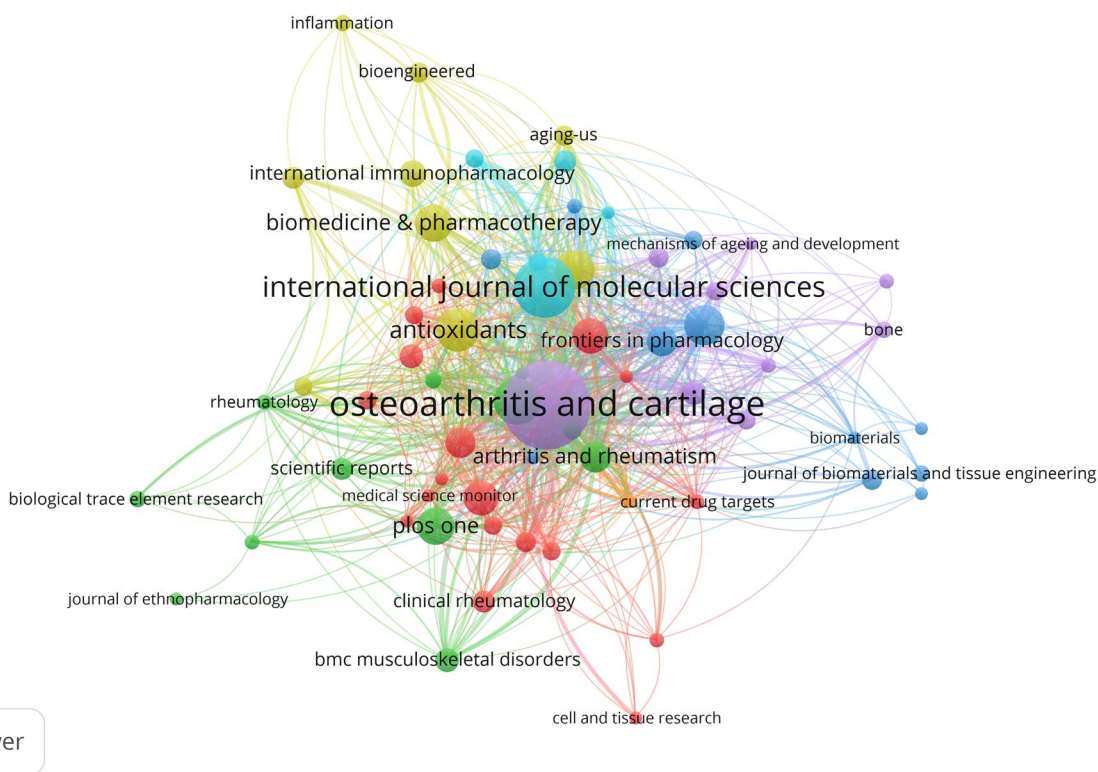 inflammation
bioengineered
aging-us
international immunopharmacology
biomedicine & pharmacotherapy
mechanisms of ageing and development
international journal of molecular sciences
antioxidants
bone
frontiers in pharmacology
rheumatology
osteoarthritis and cartilage
biomaterials
arthritis and rheumatism
scientific reports
journal of biomaterials and tissue engineering
medical science monitor
biological trace element research
current drug targets
plos one
journal of ethnopharmacology
clinical rheumatology
bmc musculoskeletal disorders
cell and tissue research
er